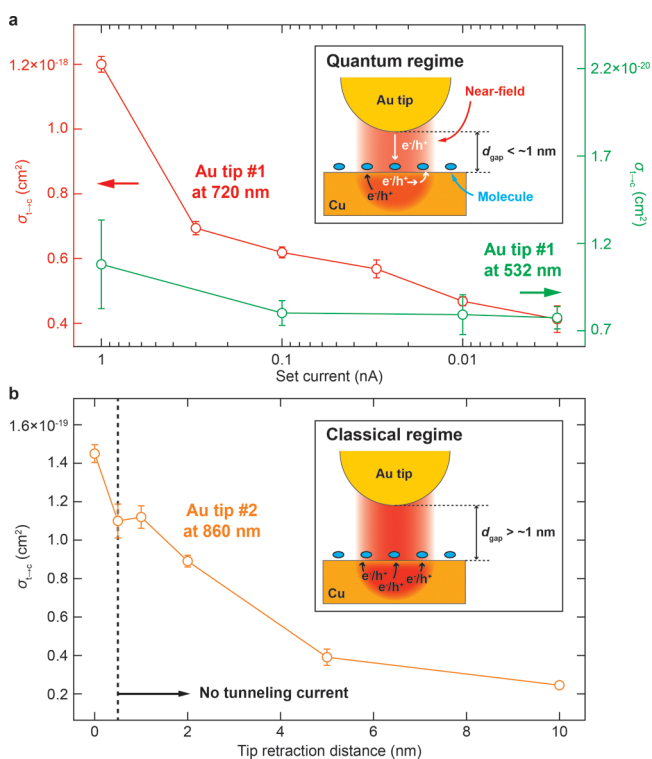 a
1.2×10⁻¹⁸
1.0
0.8
0.6
0.4
σt→c (cm²)
Au tip #1
at 720 nm
Quantum regime
Au tip
Near-field
e⁻/h⁺
dgap < ~1 nm
e⁻/h⁺
e⁻/h⁺
Cu
Molecule
Au tip #1
at 532 nm
2.2×10⁻²⁰
1.7
1.2
0.7
σt→c (cm²)
1
0.1
0.01
Set current (nA)
b
1.6×10⁻¹⁹
1.4
1.2
1.0
0.8
0.6
0.4
0.2
σt→c (cm²)
Au tip #2
at 860 nm
Classical regime
Au tip
dgap > ~1 nm
e⁻/h⁺
e⁻/h⁺
e⁻/h⁺
Cu
No tunneling current
0
2
4
6
8
10
Tip retraction distance (nm)